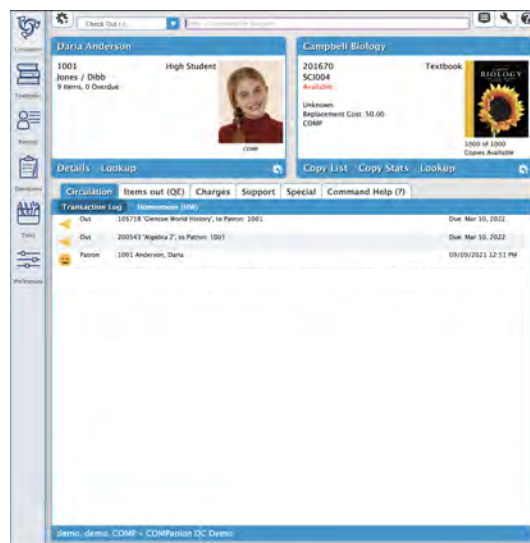 Check Out
Daria Anderson
1001
High Student
Jones / Dibb
9 items, 0 Overdue
COMP
Details Lookup
Campbell Biology
201670
Textbook
SCI004
Available
Unknown
Replacement Cost: 50.00
COMP
BIOLOGY
1000 of 1000
Copies Available
Copy List Copy Stats Lookup
Circulation
Textbooks
Patrons
Operations
Tools
Preferences
Circulation Items out (QE) Charges Support Special Command Help (?)
Transaction Log Homeroom (HW)
Out 105718 'Glencoe World History', to Patron: 1001 Due: Mar 10, 2022
Out 200543 'Algebra 2', to Patron: 1001 Due: Mar 10, 2022
Patron 1001 Anderson, Daria 09/09/2021 12:51 PM
demo, demo, COMP - COMPanion DC Demo